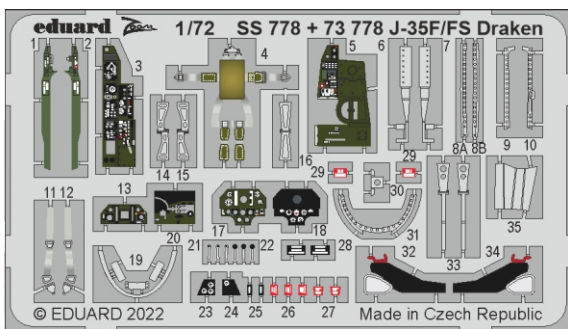 eduard Zoom 1/72 SS 778 + 73 778 J-35F/FS Draken
1 2 3 4 5 6 7
8A 8B 9 10
14 15 16
29 29
30
11 12 13
17 18 31
35
19 20 21 22 28
32 33 34
23 24 25 26 27
© EDUARD 2022 Made in Czech Republic